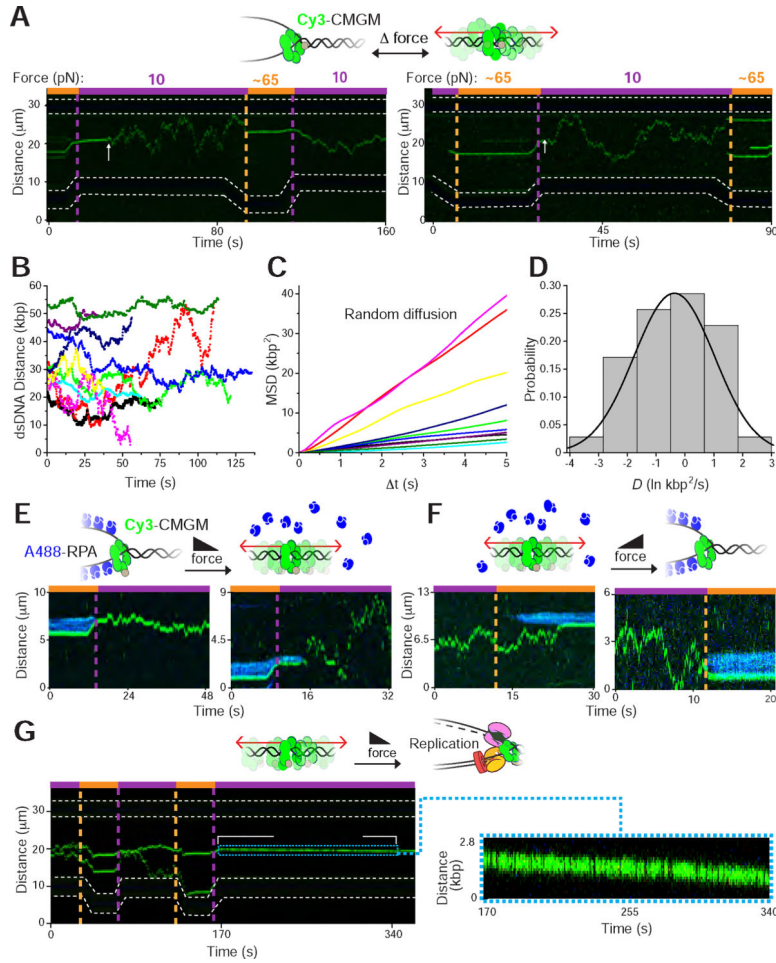 A
Cy3-CMGM
Δ force
Force (pN): 10 ~65 10
Distance (μm)
30
20
10
0
0 80 160
Time (s)
Force (pN): ~65 10 ~65
Distance (μm)
30
20
10
0
0 45 90
Time (s)
B
dsDNA Distance (kbp)
60
50
40
30
20
10
0
0 25 50 75 100 125
Time (s)
C
Random diffusion
MSD (kbp²)
40
30
20
10
0
0 1 2 3 4 5
Δt (s)
D
Probability
0.30
0.20
0.15
0.10
0.05
0
-4 -3 -2 -1 0 1 2 3
D (ln kbp²/s)
E
Cy3-CMGM
A488-RPA
force
Distance (μm)
10
5
0
0 24 48
Time (s)
9
4.5
0
0 16 32
F
force
Distance (μm)
13
6.5
0
0 15 30
Time (s)
6
3
0
0 10 20
G
force
Replication
Distance (μm)
30
20
10
0
0 170 340
Time (s)
Distance (kbp)
2.8
0
170 255 340
Time (s)